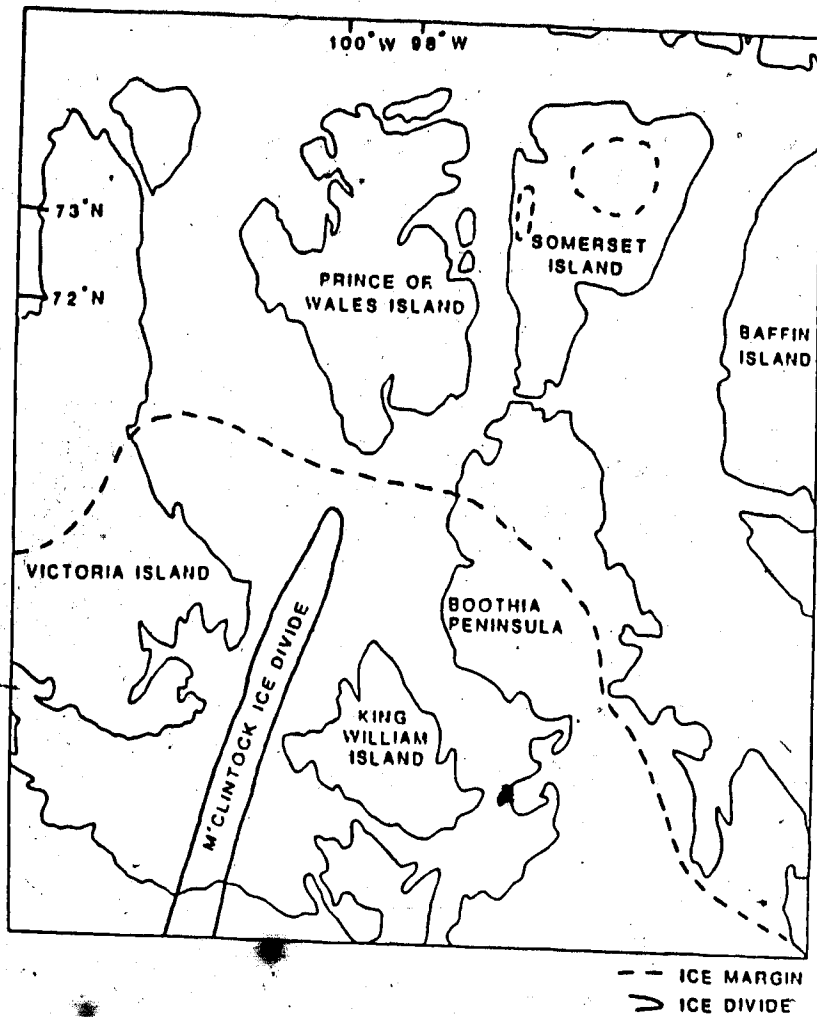 100°W 98°W
73°N
72°N
PRINCE OF
WALES ISLAND
SOMERSET
ISLAND
BAFFIN
ISLAND
VICTORIA ISLAND
BOOTHIA
PENINSULA
M'CLINTOCK ICE DIVIDE
KING
WILLIAM
ISLAND
ICE MARGIN
ICE DIVIDE